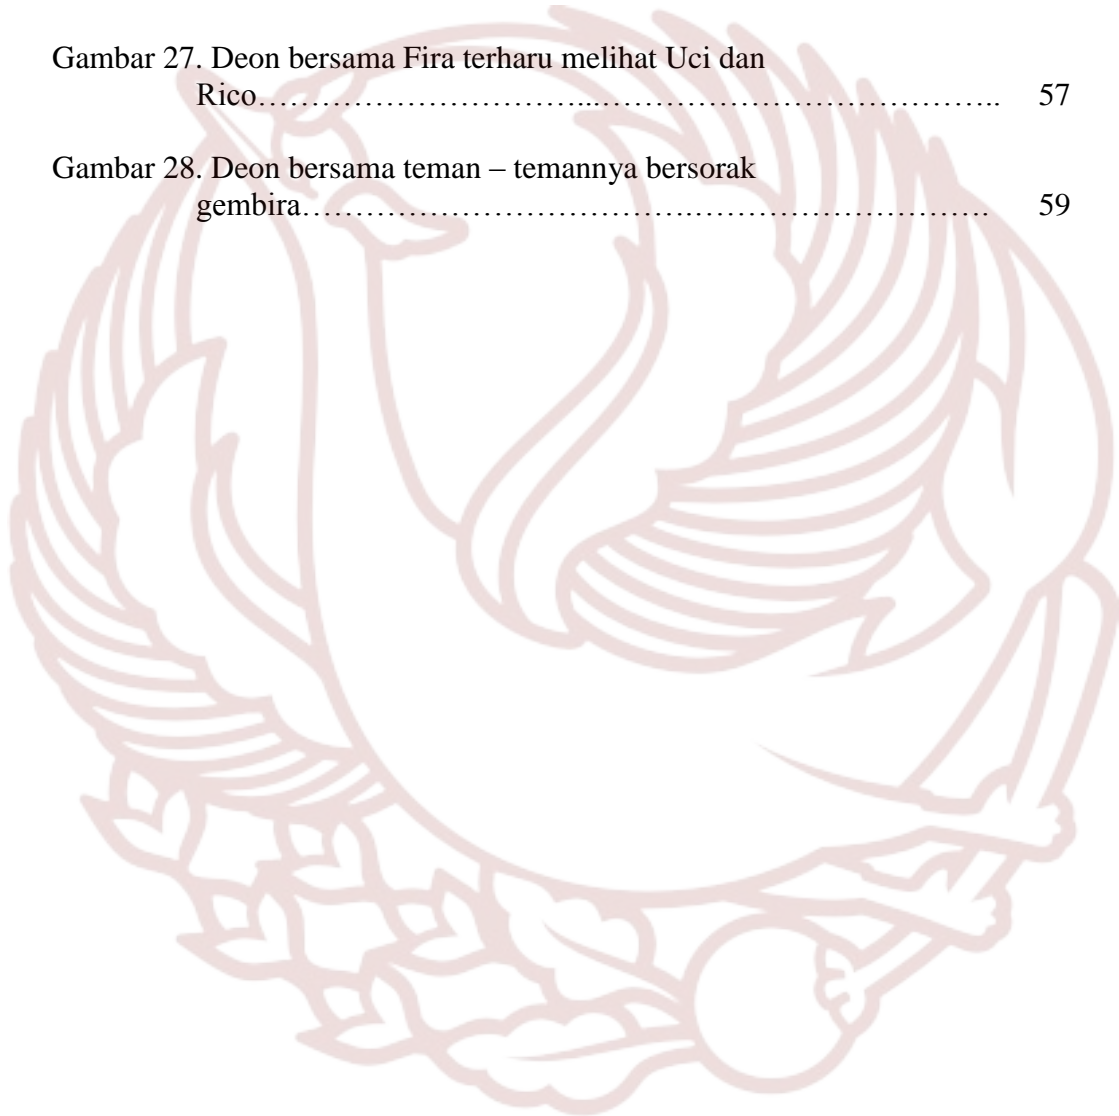 Gambar 27. Deon bersama Fira terharu melihat Uci dan
Rico…………………………...……………………………….. 57
Gambar 28. Deon bersama teman – temannya bersorak
gembira……………………………….………………………. 59